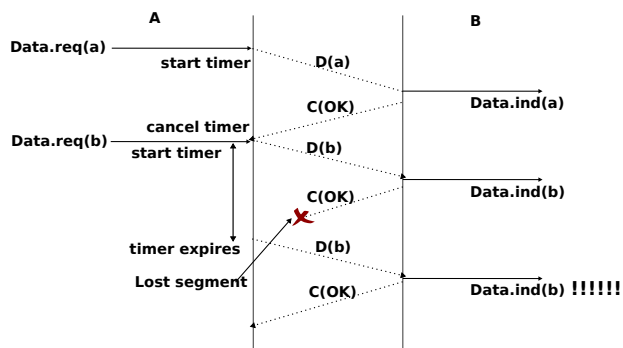 A
B
Data.req(a)
start timer
D(a)
Data.ind(a)
C(OK)
cancel timer
Data.req(b)
start timer
D(b)
Data.ind(b)
C(OK)
timer expires
D(b)
Lost segment
C(OK)
Data.ind(b) !!!!!!